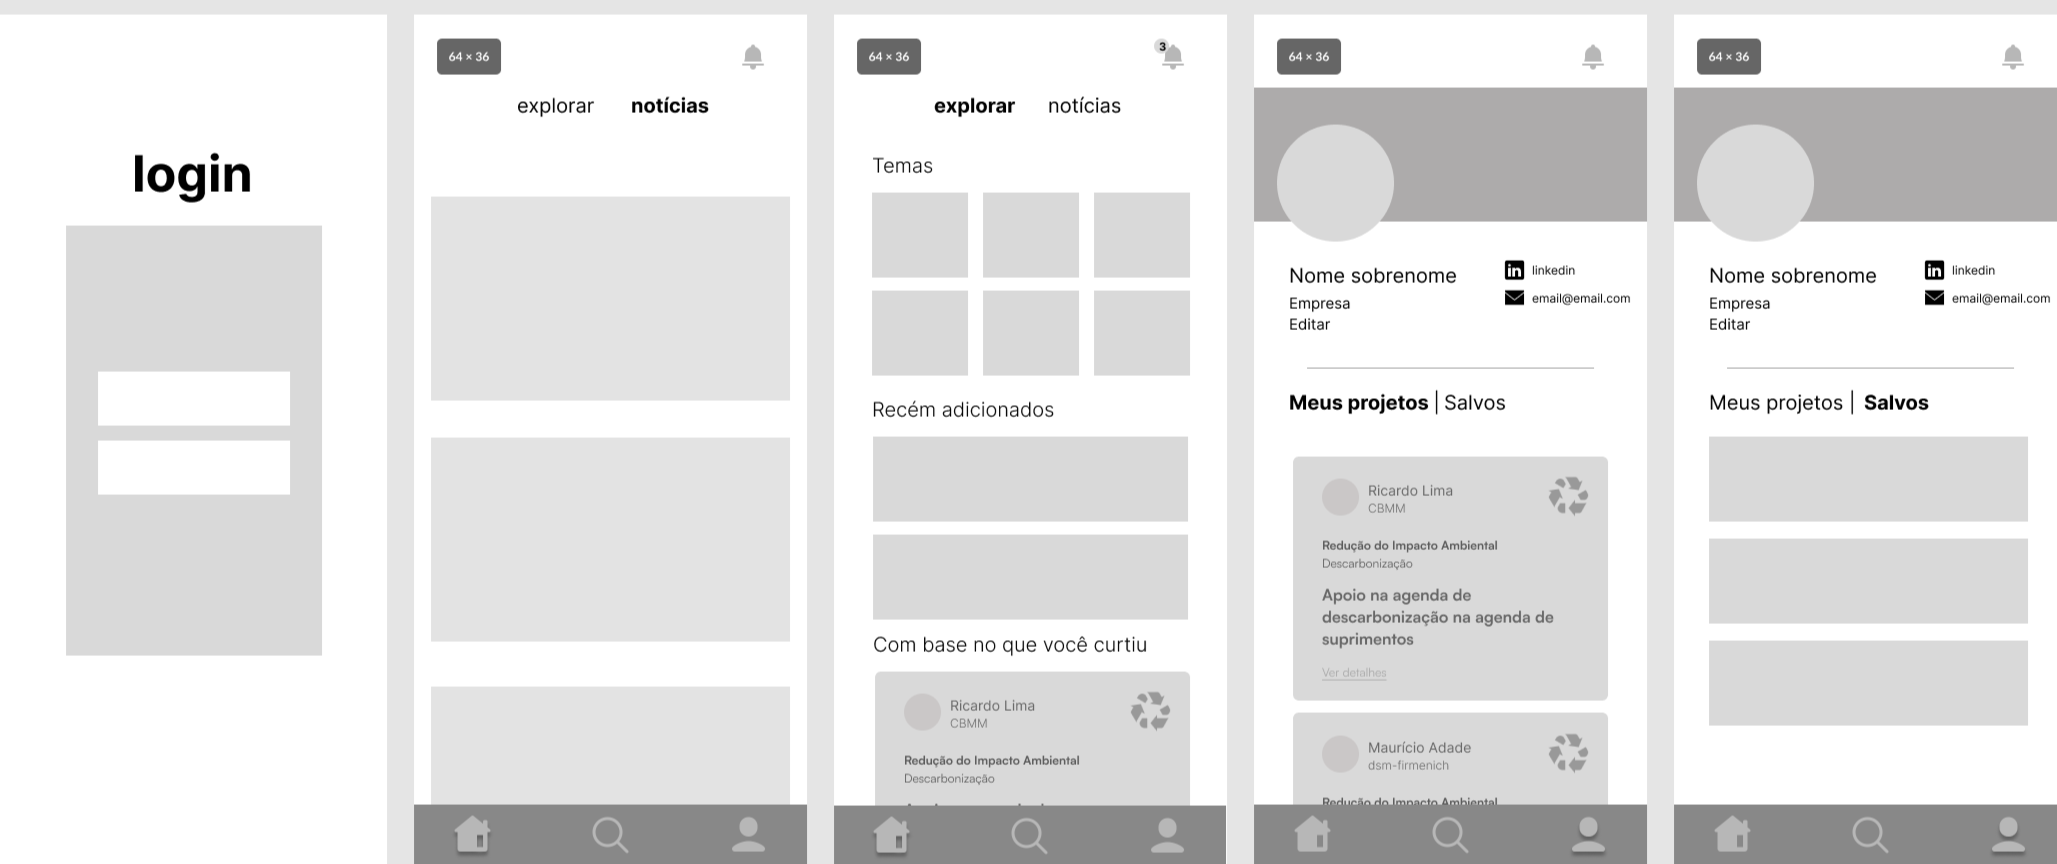 login
64 × 36
explorar notícias
64 × 36
3
explorar notícias
Temas
Recém adicionados
Com base no que você curtiu
Ricardo Lima
CBMM
Redução do Impacto Ambiental
Descarbonização
64 × 36
Nome sobrenome
Empresa
Editar
in linkedin
email@email.com
Meus projetos | Salvos
Ricardo Lima
CBMM
Redução do Impacto Ambiental
Descarbonização
Apoio na agenda de
descarbonização na agenda de
suprimentos
Ver detalhes
Maurício Adade
dsm-firmenich
Redução do Impacto Ambiental
64 × 36
Nome sobrenome
Empresa
Editar
in linkedin
email@email.com
Meus projetos | Salvos